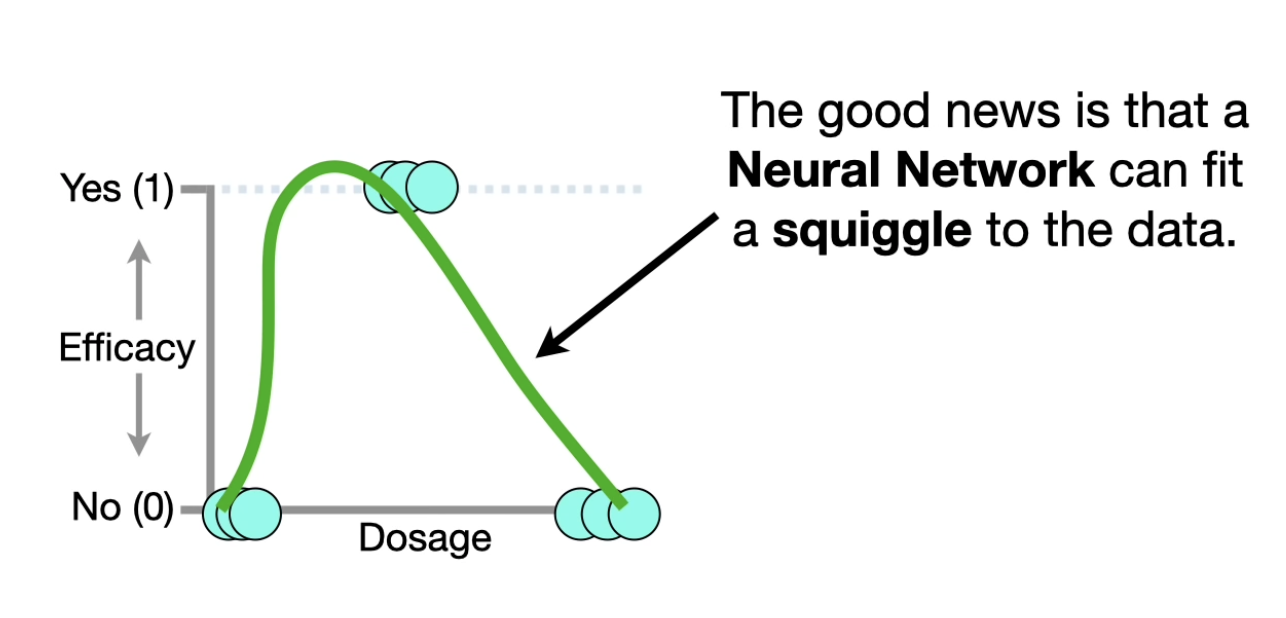 The good news is that a
Neural Network can fit
a squiggle to the data.
Yes (1)
Efficacy
No (0)
Dosage